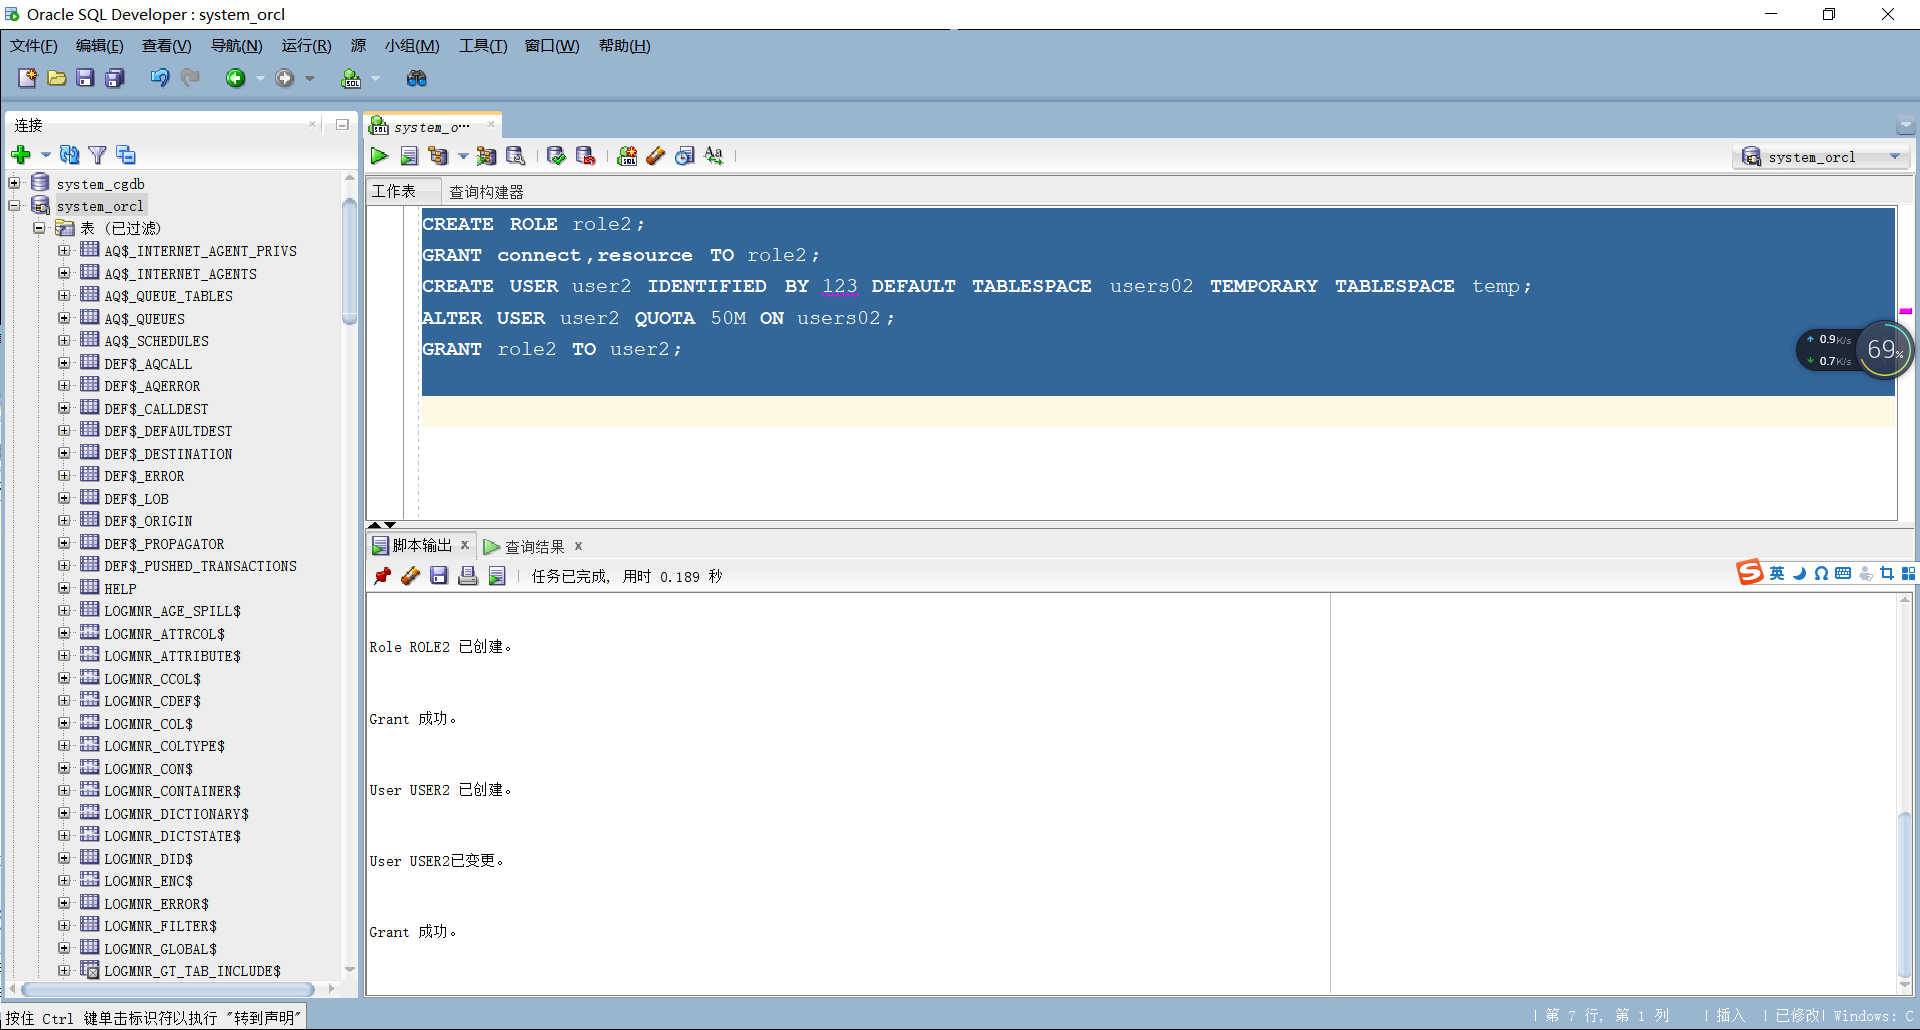 Oracle SQL Developer : system_orcl
文件(F) 编辑(E) 查看(V) 导航(N) 运行(R) 源 小组(M) 工具(T) 窗口(W) 帮助(H)
连接
system_cgdb
system_orcl
表 (已过滤)
AQ$_INTERNET_AGENT_PRIVS
AQ$_INTERNET_AGENTS
AQ$_QUEUE_TABLES
AQ$_QUEUES
AQ$_SCHEDULES
DEF$_AQCALL
DEF$_AQERROR
DEF$_CALLDEST
DEF$_DEFAULTDEST
DEF$_DESTINATION
DEF$_ERROR
DEF$_LOB
DEF$_ORIGIN
DEF$_PROPAGATOR
DEF$_PUSHED_TRANSACTIONS
HELP
LOGMNR_AGE_SPILL$
LOGMNR_ATTRCOL$
LOGMNR_ATTRIBUTE$
LOGMNR_CCOL$
LOGMNR_CDEF$
LOGMNR_COL$
LOGMNR_COLTYPE$
LOGMNR_CON$
LOGMNR_CONTAINER$
LOGMNR_DICTIONARY$
LOGMNR_DICTSTATE$
LOGMNR_DID$
LOGMNR_ENC$
LOGMNR_ERROR$
LOGMNR_FILTER$
LOGMNR_GLOBAL$
LOGMNR_GT_TAB_INCLUDE$
system_o…
system_orcl
工作表 查询构建器
CREATE ROLE role2;
GRANT connect,resource TO role2;
CREATE USER user2 IDENTIFIED BY 123 DEFAULT TABLESPACE users02 TEMPORARY TABLESPACE temp;
ALTER USER user2 QUOTA 50M ON users02;
GRANT role2 TO user2;
0.9K/s
0.7K/s
69%
脚本输出 查询结果
任务已完成, 用时 0.189 秒
英
Role ROLE2 已创建。
Grant 成功。
User USER2 已创建。
User USER2已变更。
Grant 成功。
按住 Ctrl 键单击标识符以执行 "转到声明"
第 7 行, 第 1 列 | 插入 | 已修改| Windows: C